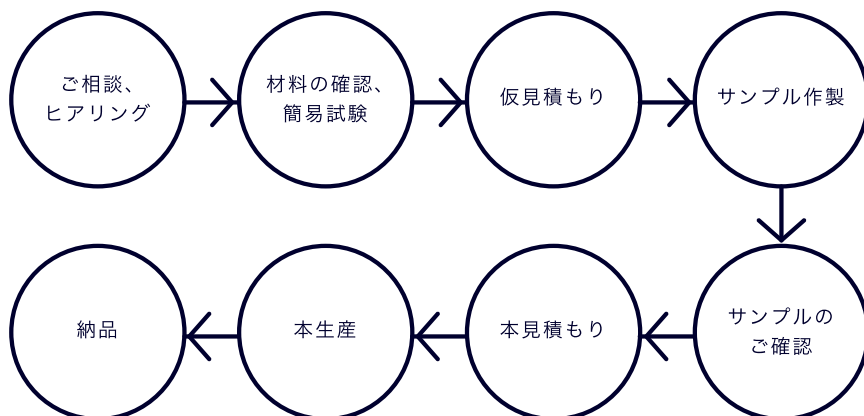 ご相談、
ヒアリング
材料の確認、
簡易試験
仮見積もり
サンプル作製
サンプルの
ご確認
本見積もり
本生産
納品